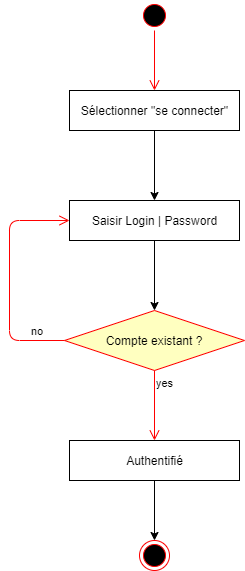 Sélectionner "se connecter"
Saisir Login | Password
Compte existant ?
no
yes
Authentifié